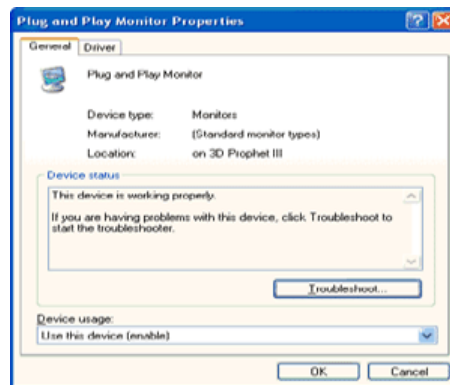 Plug and Play Monitor Properties
General Driver
Plug and Play Monitor
Device type: Monitors
Manufacturer: (Standard monitor types)
Location: on 3D Prophet III
Device status
This device is working properly.
If you are having problems with this device, click Troubleshoot to
start the troubleshooter.
Troubleshoot...
Device usage:
Use this device (enable)
OK Cancel